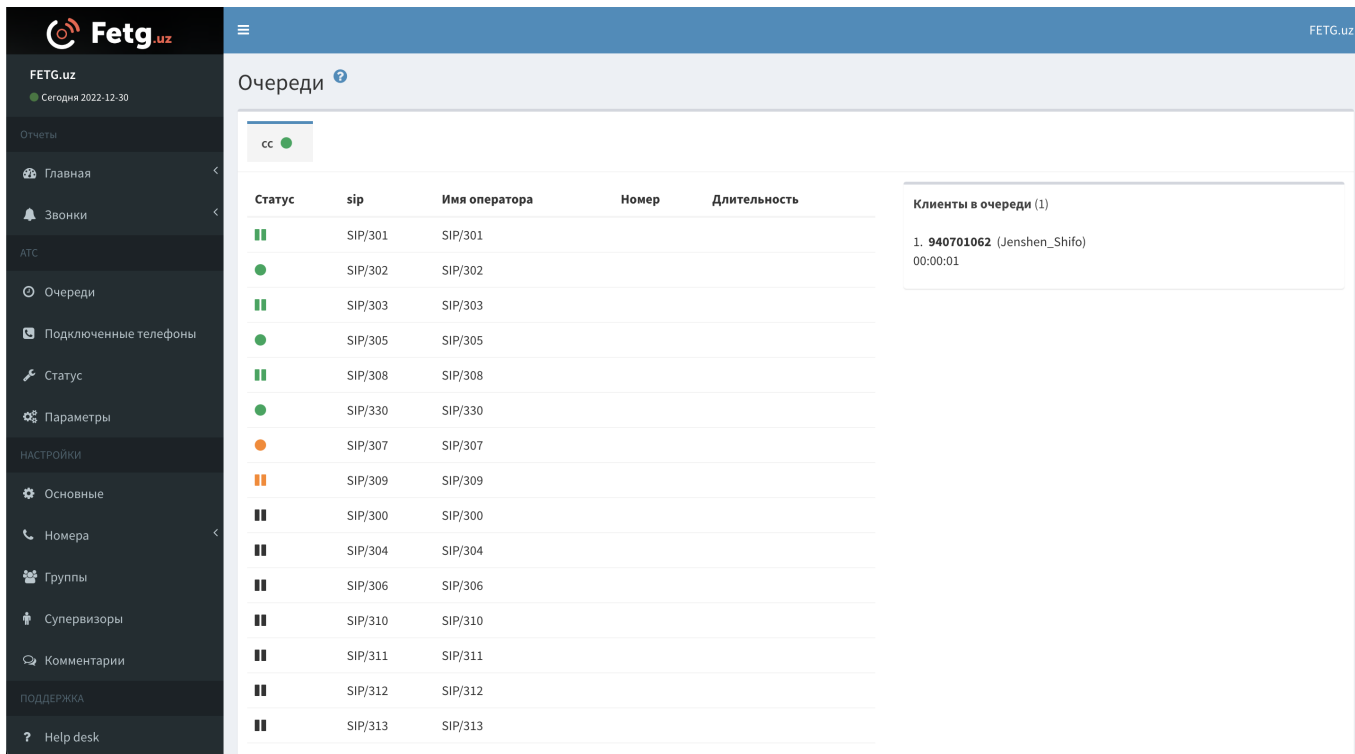 Fetg.uz
FETG.uz
FETG.uz
Сегодня 2022-12-30
Отчеты
Главная
Звонки
АТС
Очереди
Подключенные телефоны
Статус
Параметры
НАСТРОЙКИ
Основные
Номера
Группы
Супервизоры
Комментарии
ПОДДЕРЖКА
? Help desk
Очереди ?
cc
Статус sip Имя оператора Номер Длительность
SIP/301 SIP/301
SIP/302 SIP/302
SIP/303 SIP/303
SIP/305 SIP/305
SIP/308 SIP/308
SIP/330 SIP/330
SIP/307 SIP/307
SIP/309 SIP/309
SIP/300 SIP/300
SIP/304 SIP/304
SIP/306 SIP/306
SIP/310 SIP/310
SIP/311 SIP/311
SIP/312 SIP/312
SIP/313 SIP/313
Клиенты в очереди (1)
1. 940701062 (Jenshen_Shifo)
00:00:01